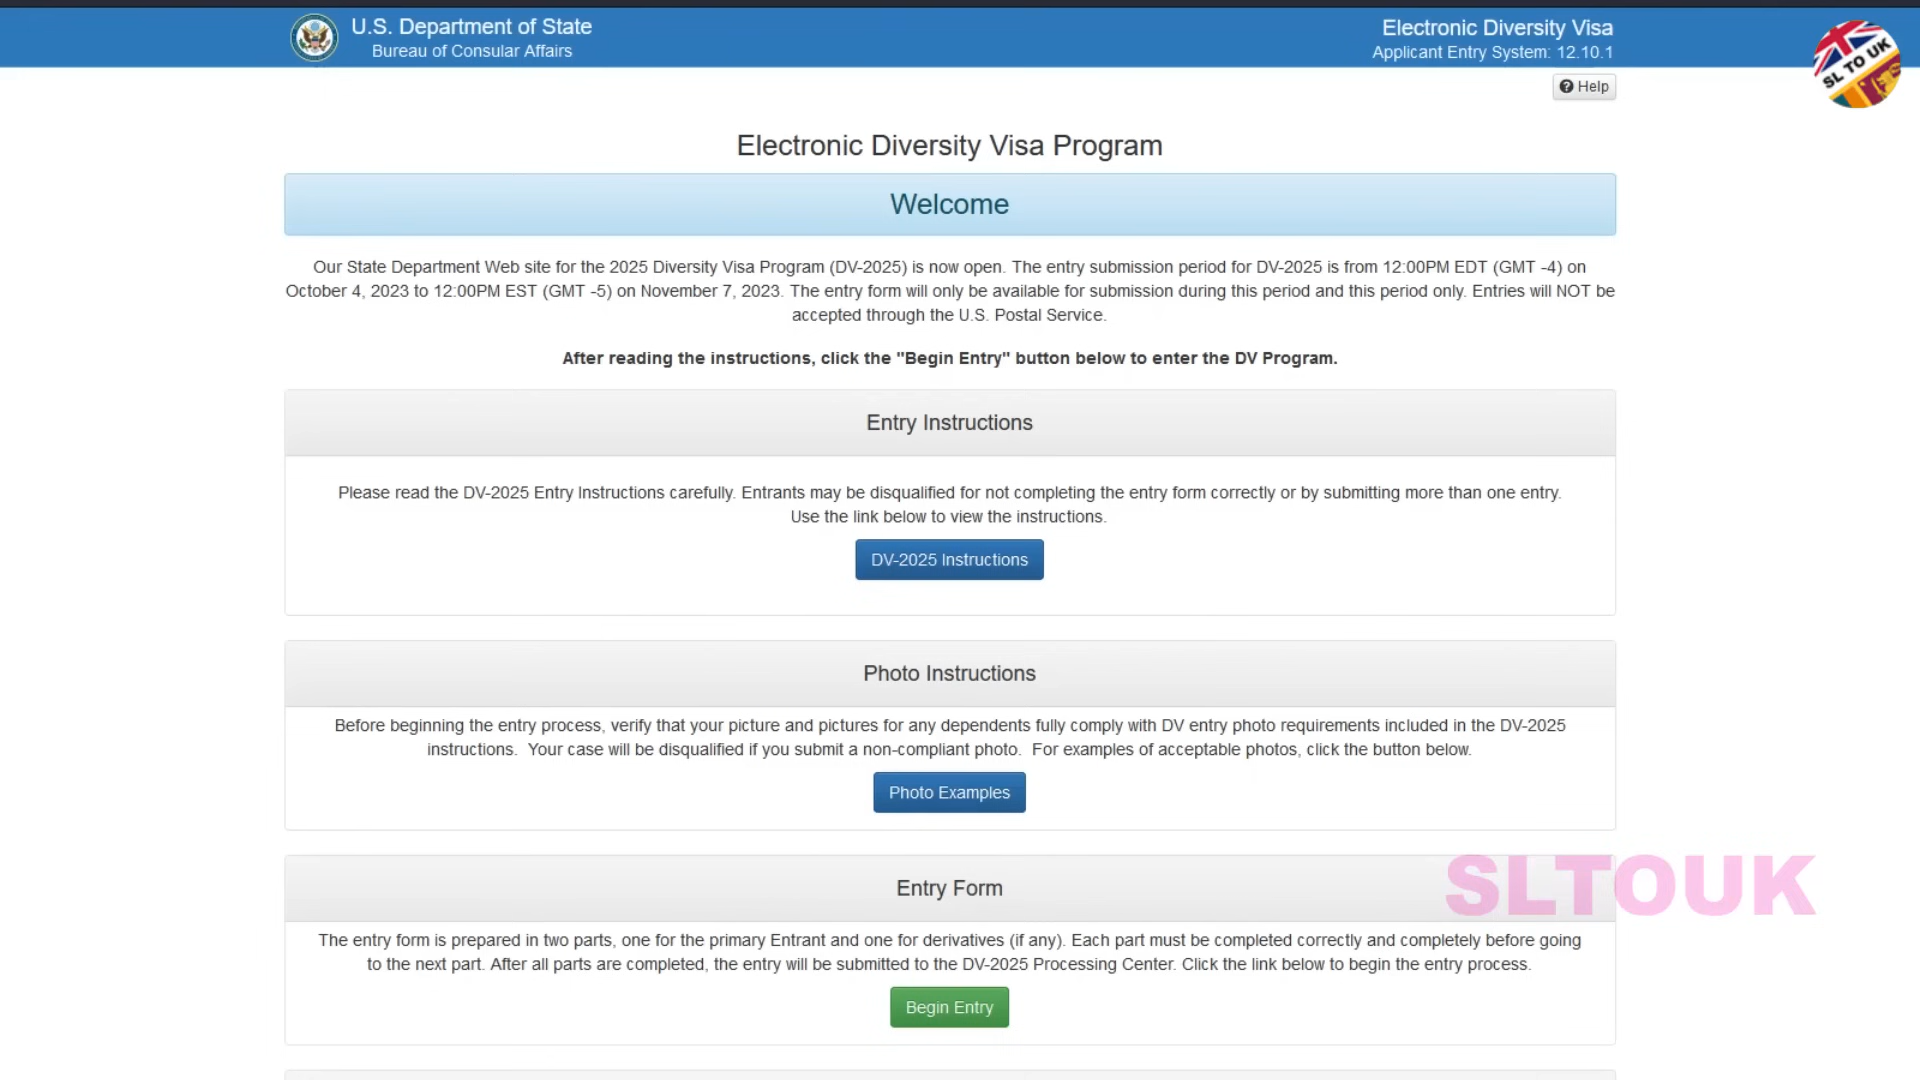 U.S. Department of State
Bureau of Consular Affairs
Electronic Diversity Visa
Applicant Entry System: 12.10.1
SL TO UK
Help
Electronic Diversity Visa Program
Welcome
Our State Department Web site for the 2025 Diversity Visa Program (DV-2025) is now open. The entry submission period for DV-2025 is from 12:00PM EDT (GMT -4) on
October 4, 2023 to 12:00PM EST (GMT -5) on November 7, 2023. The entry form will only be available for submission during this period and this period only. Entries will NOT be
accepted through the U.S. Postal Service.
After reading the instructions, click the "Begin Entry" button below to enter the DV Program.
Entry Instructions
Please read the DV-2025 Entry Instructions carefully. Entrants may be disqualified for not completing the entry form correctly or by submitting more than one entry.
Use the link below to view the instructions.
DV-2025 Instructions
Photo Instructions
Before beginning the entry process, verify that your picture and pictures for any dependents fully comply with DV entry photo requirements included in the DV-2025
instructions.  Your case will be disqualified if you submit a non-compliant photo.  For examples of acceptable photos, click the button below.
Photo Examples
Entry Form
SLTOUK
The entry form is prepared in two parts, one for the primary Entrant and one for derivatives (if any). Each part must be completed correctly and completely before going
to the next part. After all parts are completed, the entry will be submitted to the DV-2025 Processing Center. Click the link below to begin the entry process.
Begin Entry